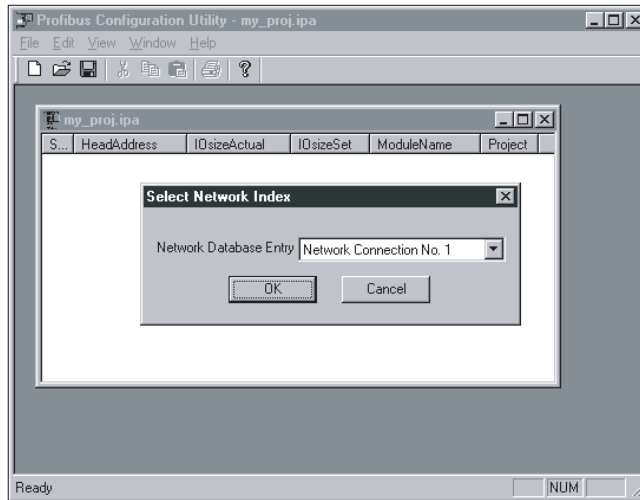 Profibus Configuration Utility - my_proj.ipa
File Edit View Window Help
my_proj.ipa
S... HeadAddress IOsizeActual IOsizeSet ModuleName Project
Select Network Index
Network Database Entry Network Connection No. 1
OK Cancel
Ready NUM